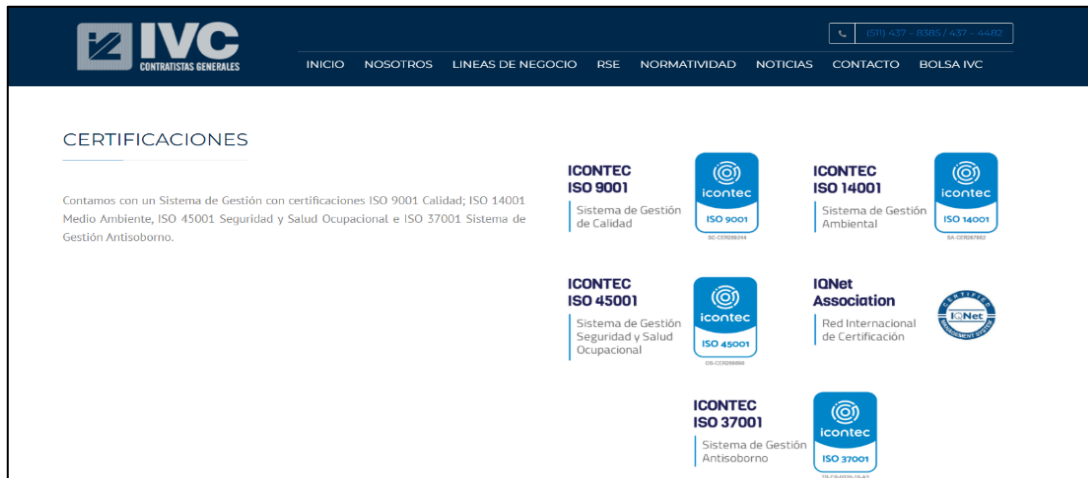 IVC
CONTRATISTAS GENERALES
(511) 437 – 8385 / 437 – 4482
INICIO NOSOTROS LINEAS DE NEGOCIO RSE NORMATIVIDAD NOTICIAS CONTACTO BOLSA IVC
CERTIFICACIONES
Contamos con un Sistema de Gestión con certificaciones ISO 9001 Calidad; ISO 14001
Medio Ambiente, ISO 45001 Seguridad y Salud Ocupacional e ISO 37001 Sistema de
Gestión Antisoborno.
ICONTEC
ISO 9001
Sistema de Gestión
de Calidad
icontec
ISO 9001
ICONTEC
ISO 14001
Sistema de Gestión
Ambiental
icontec
ISO 14001
ICONTEC
ISO 45001
Sistema de Gestión
Seguridad y Salud
Ocupacional
icontec
ISO 45001
IQNet
Association
Red Internacional
de Certificación
CERTIFIED
IQNet
MANAGEMENT SYSTEM
ICONTEC
ISO 37001
Sistema de Gestión
Antisoborno
icontec
ISO 37001